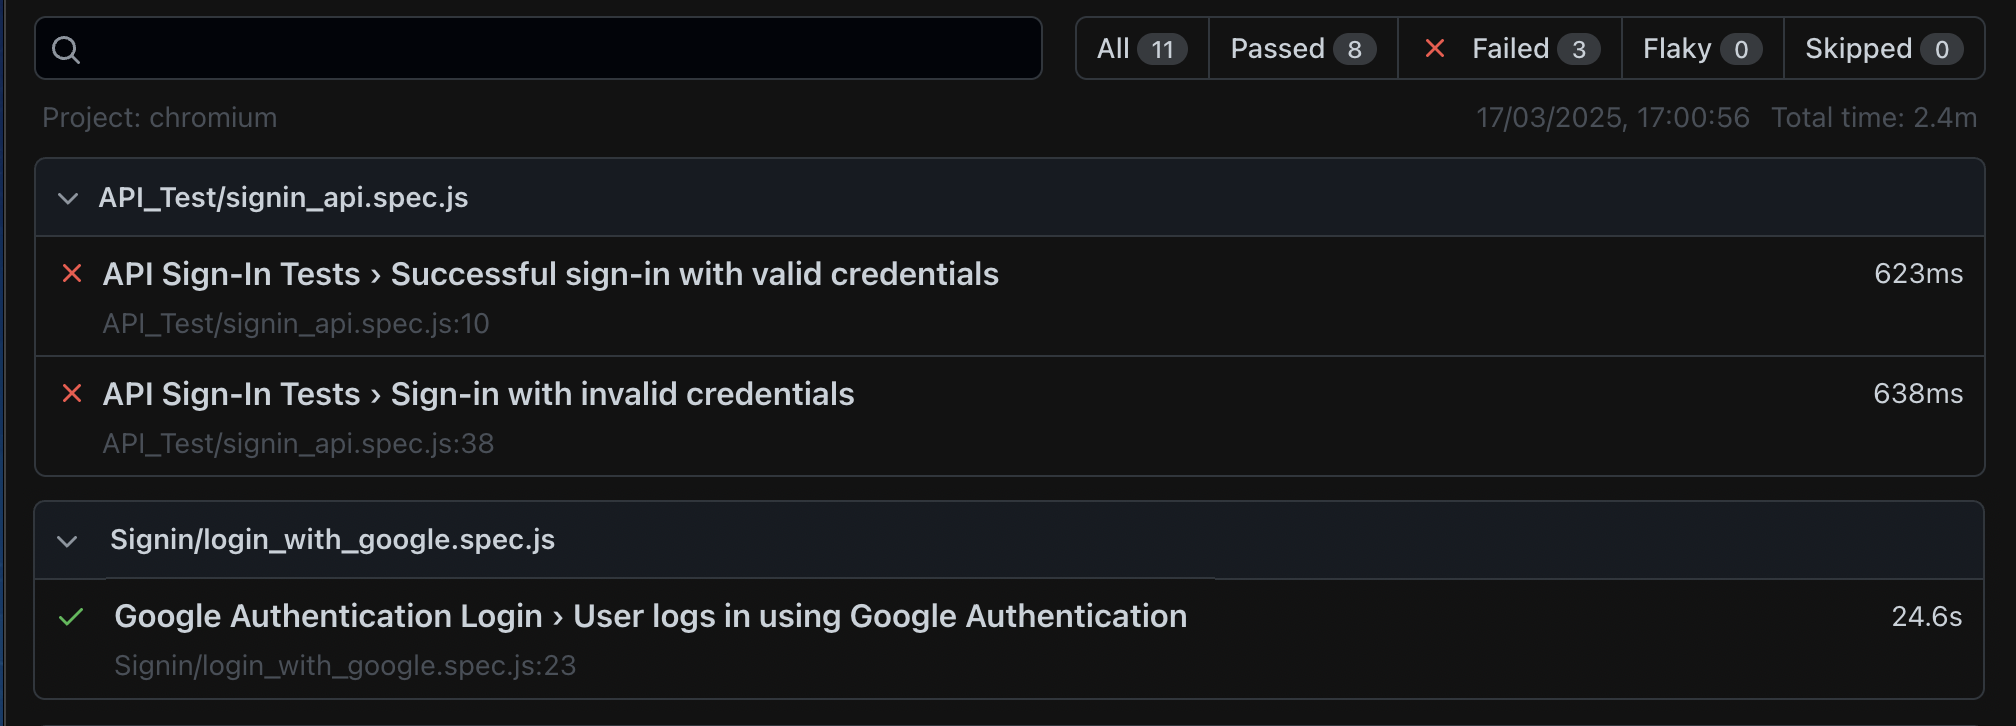 All 11 Passed 8 Failed 3 Flaky 0 Skipped 0
Project: chromium 17/03/2025, 17:00:56 Total time: 2.4m
API_Test/signin_api.spec.js
API Sign-In Tests › Successful sign-in with valid credentials 623ms
API_Test/signin_api.spec.js:10
API Sign-In Tests › Sign-in with invalid credentials 638ms
API_Test/signin_api.spec.js:38
Signin/login_with_google.spec.js
Google Authentication Login › User logs in using Google Authentication 24.6s
Signin/login_with_google.spec.js:23